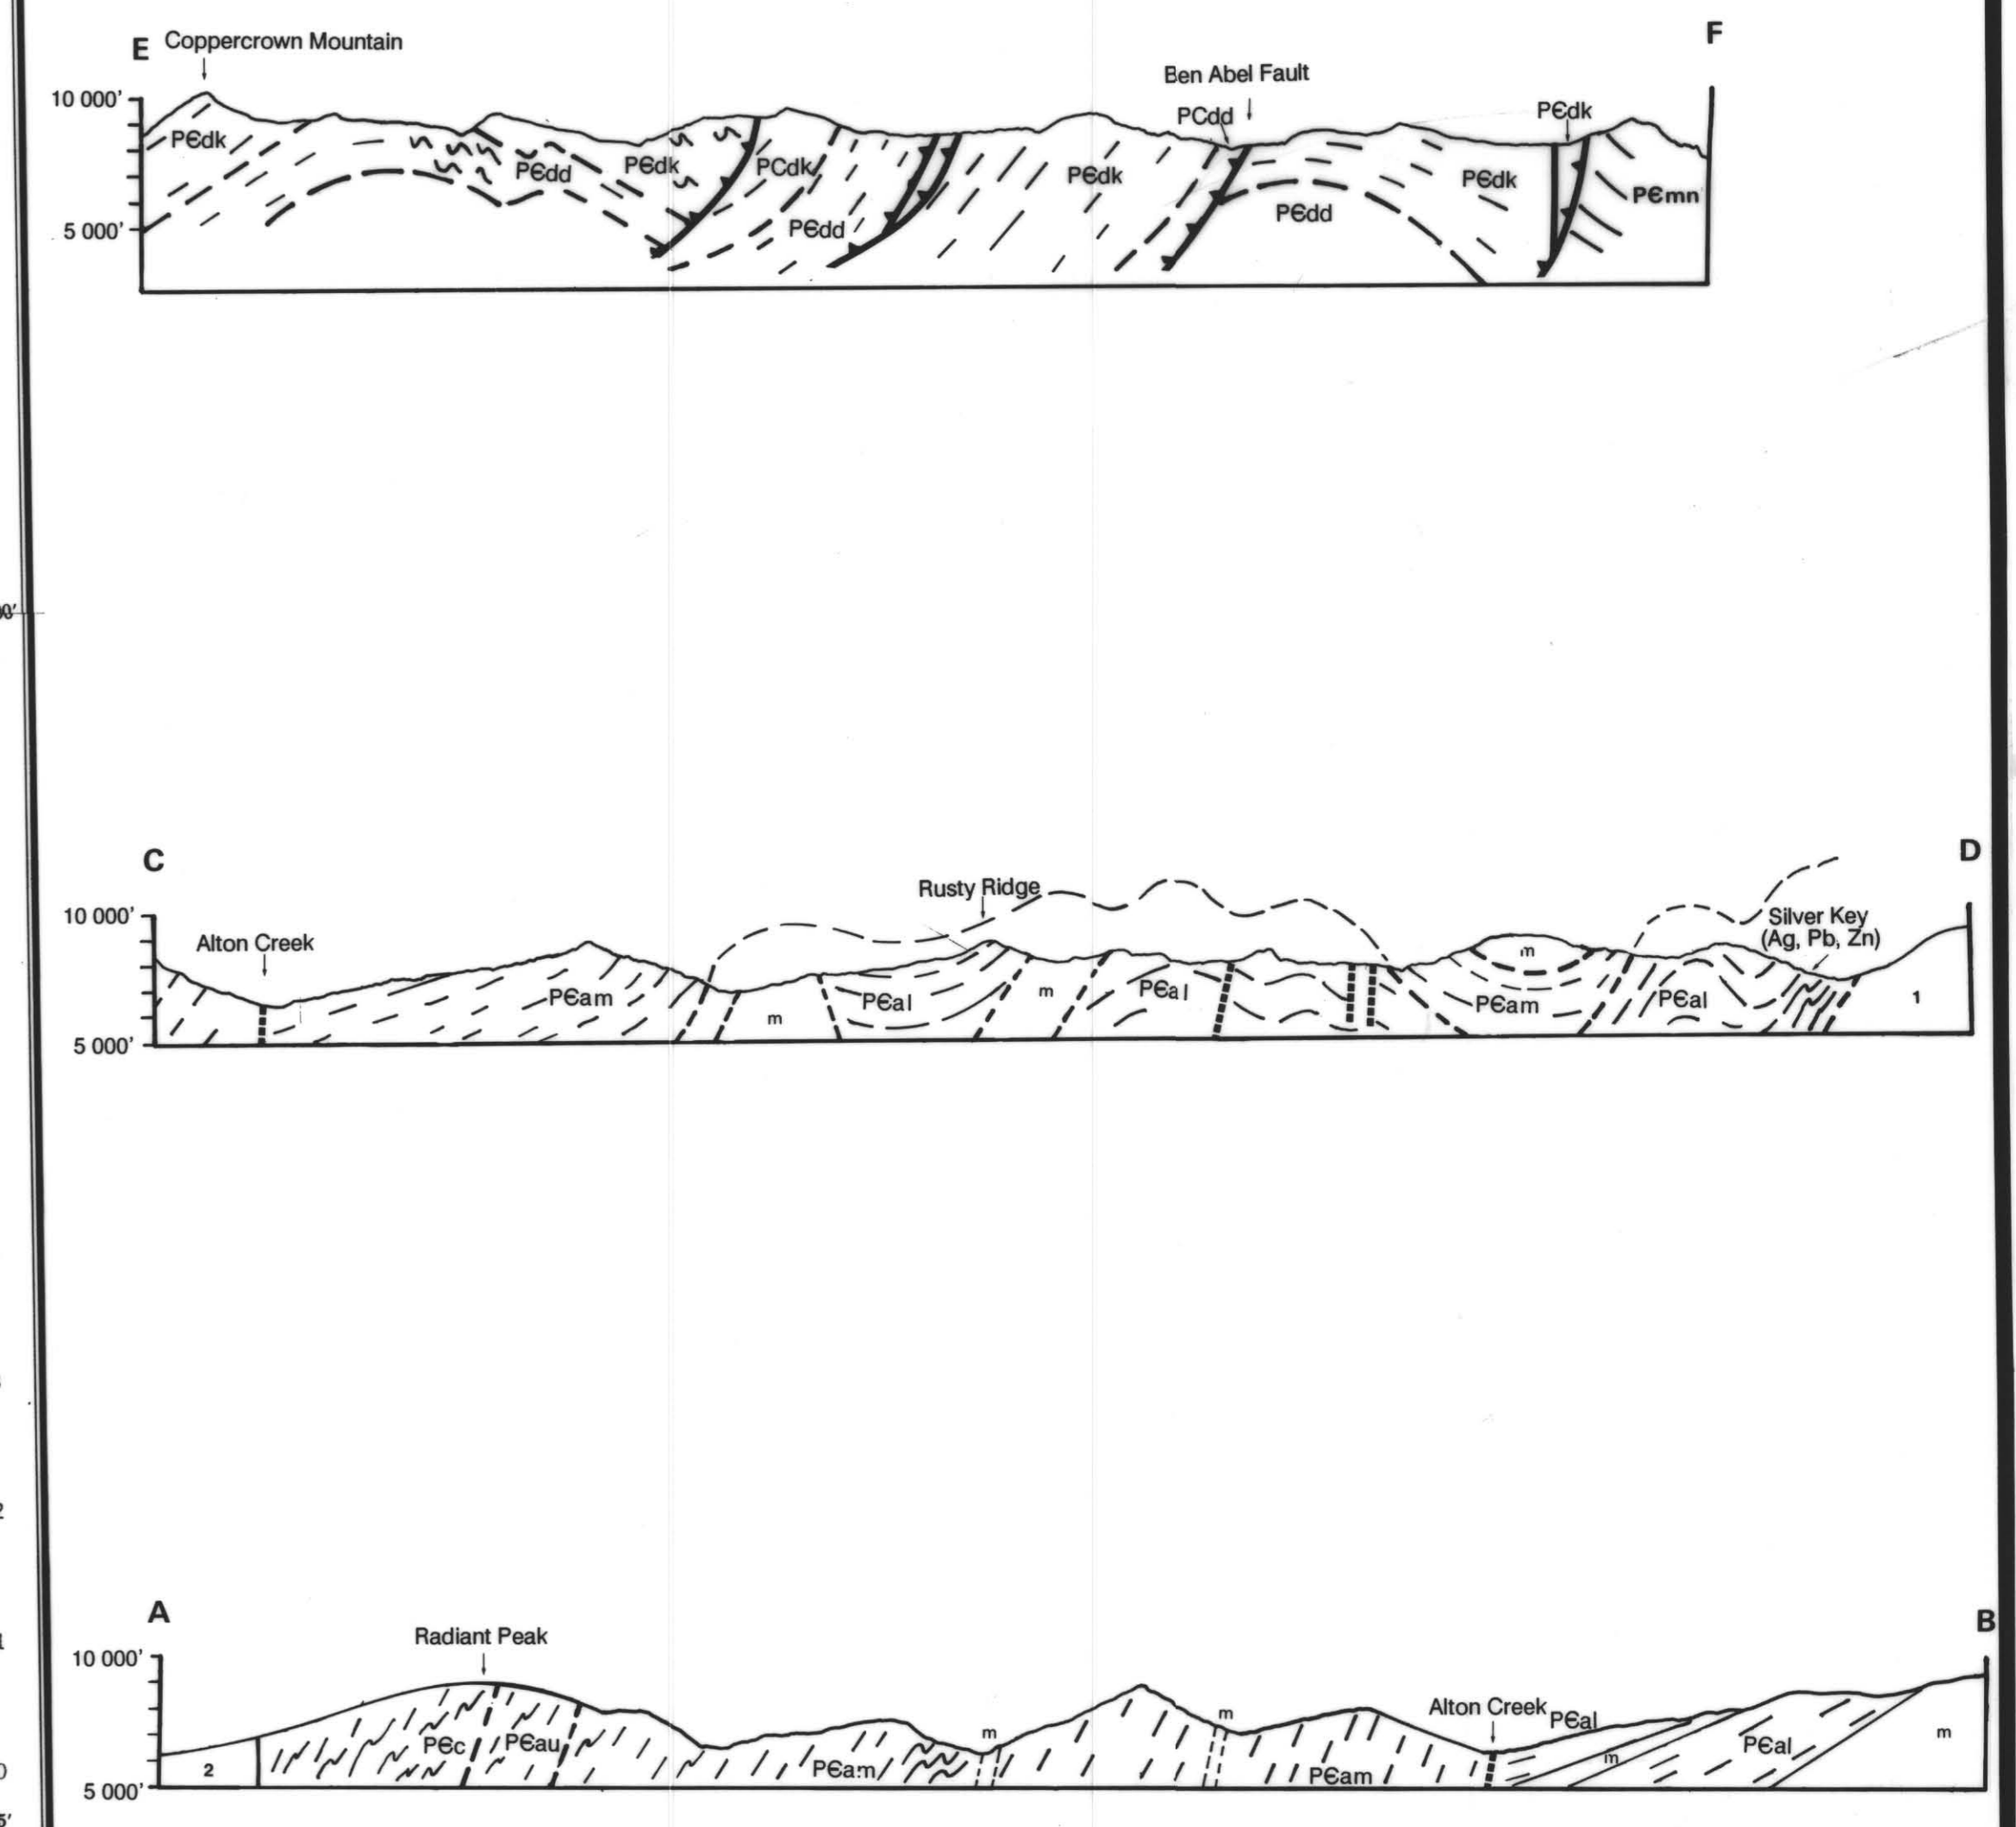 E Coppercrown Mountain F
Ben Abel Fault
10 000'
PЄdk PЄdd PЄdk PCdk PЄdd PЄdk PCdd PЄdd PЄdk PЄdk PЄmn
5 000'
C D
Rusty Ridge
10 000'
Alton Creek
Silver Key
(Ag, Pb, Zn)
PЄam m PЄal m PЄal m PЄam PЄal 1
5 000'
A B
Radiant Peak
10 000'
Alton Creek
2 PЄc PЄau PЄam m m PЄam PЄal m PЄal m
5 000'